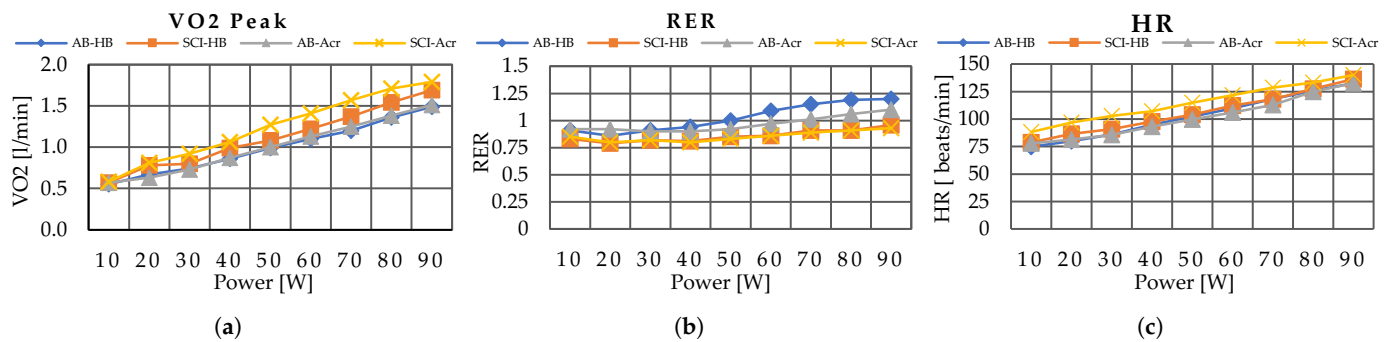 VO2 Peak
AB-HB SCI-HB AB-Acr SCI-Acr
2.0
1.5
1.0
0.5
0.0
VO2 [l/min]
10 20 30 40 50 60 70 80 90
Power [W]
(a)
RER
AB-HB SCI-HB AB-Acr SCI-Acr
1.5
1.25
1
0.75
0.5
0.25
0
RER
10 20 30 40 50 60 70 80 90
Power [W]
(b)
HR
AB-HB SCI-HB AB-Acr SCI-Acr
150
125
100
75
50
25
0
HR [ beats/min]
10 20 30 40 50 60 70 80 90
Power [W]
(c)